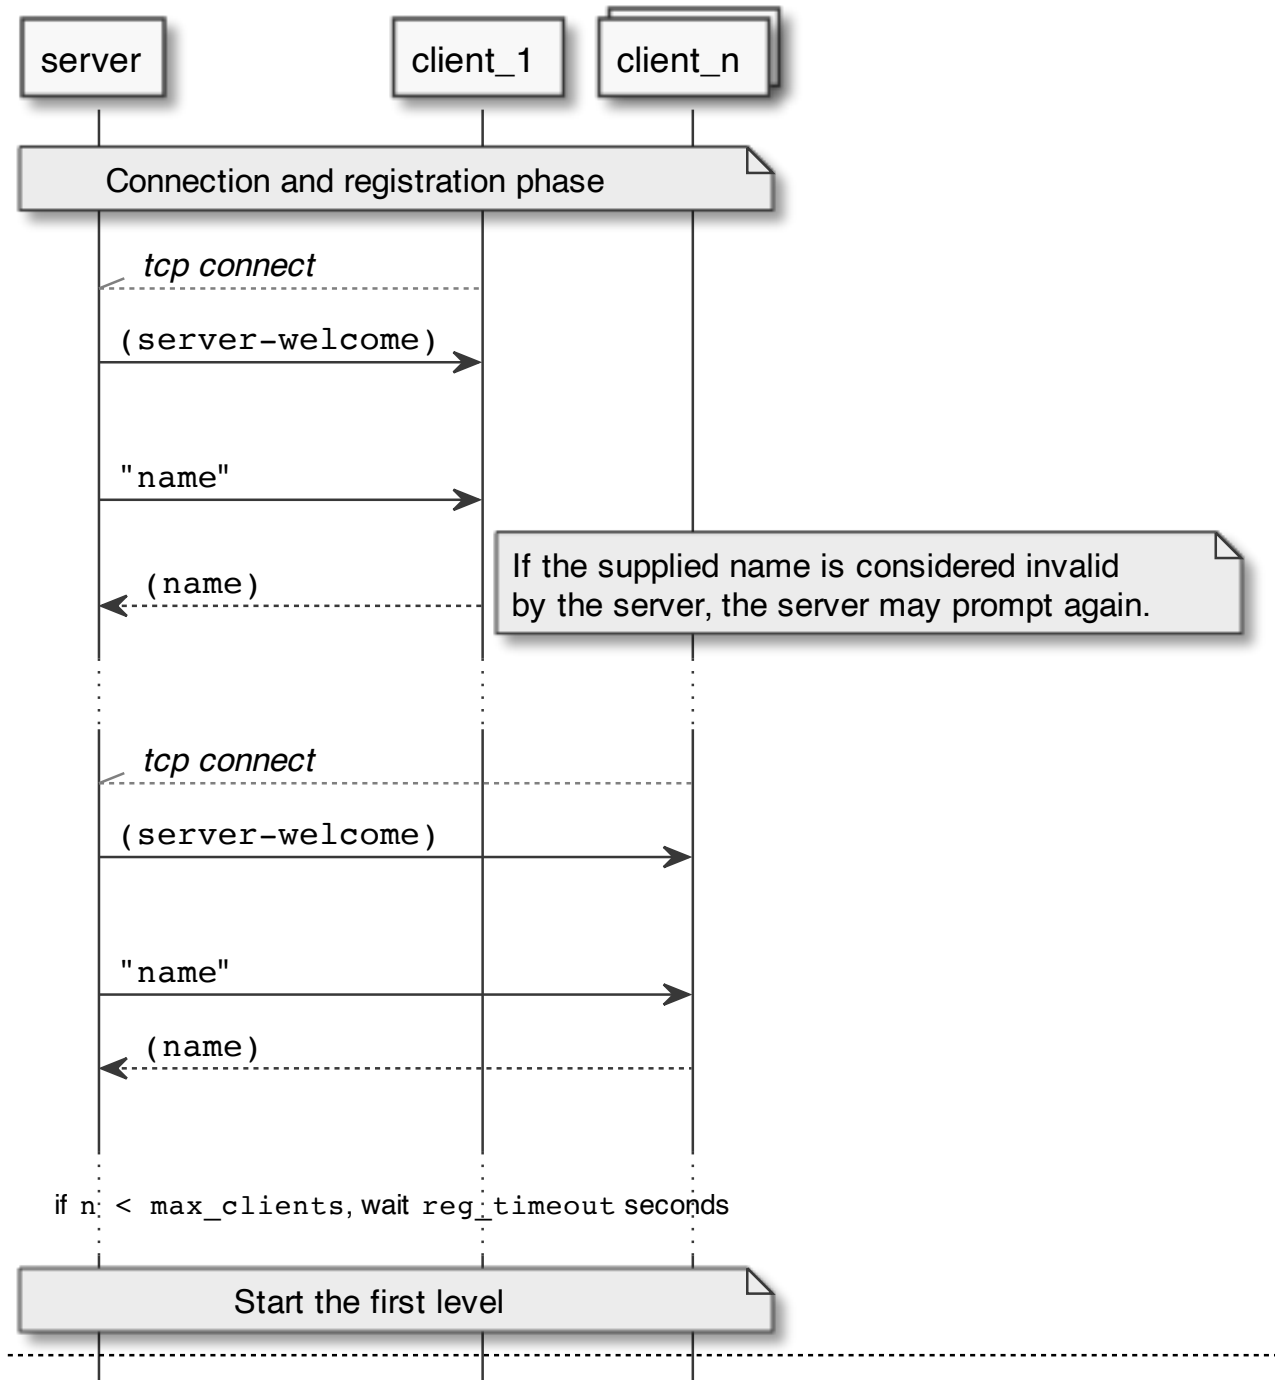 server
client_1
client_n
Connection and registration phase
tcp connect
(server-welcome)
"name"
If the supplied name is considered invalid
by the server, the server may prompt again.
(name)
tcp connect
(server-welcome)
"name"
(name)
if n < max_clients, wait reg_timeout seconds
Start the first level